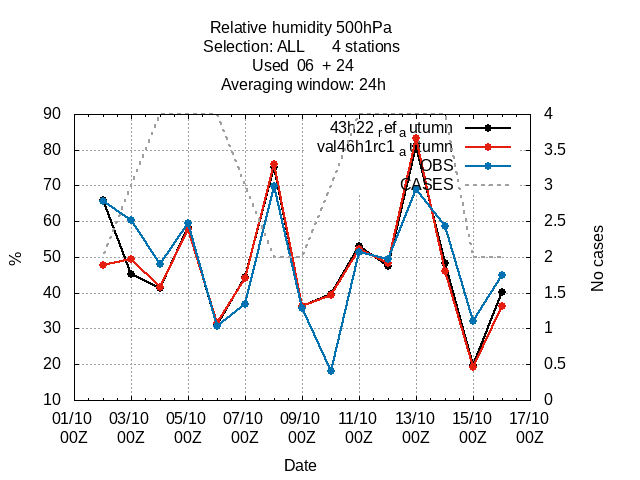 Relative humidity 500hPa
Selection: ALL 4 stations
Used 06 + 24
Averaging window: 24h
90 4
43h22 ref a utumn
val46h1rc1 a utumn
80 3.5
OBS
CASES
70 3
60 2.5
50 2
40 1.5
30 1
20 0.5
10 0
%
No cases
01/10 03/10 05/10 07/10 09/10 11/10 13/10 15/10 17/10
00Z 00Z 00Z 00Z 00Z 00Z 00Z 00Z 00Z
Date